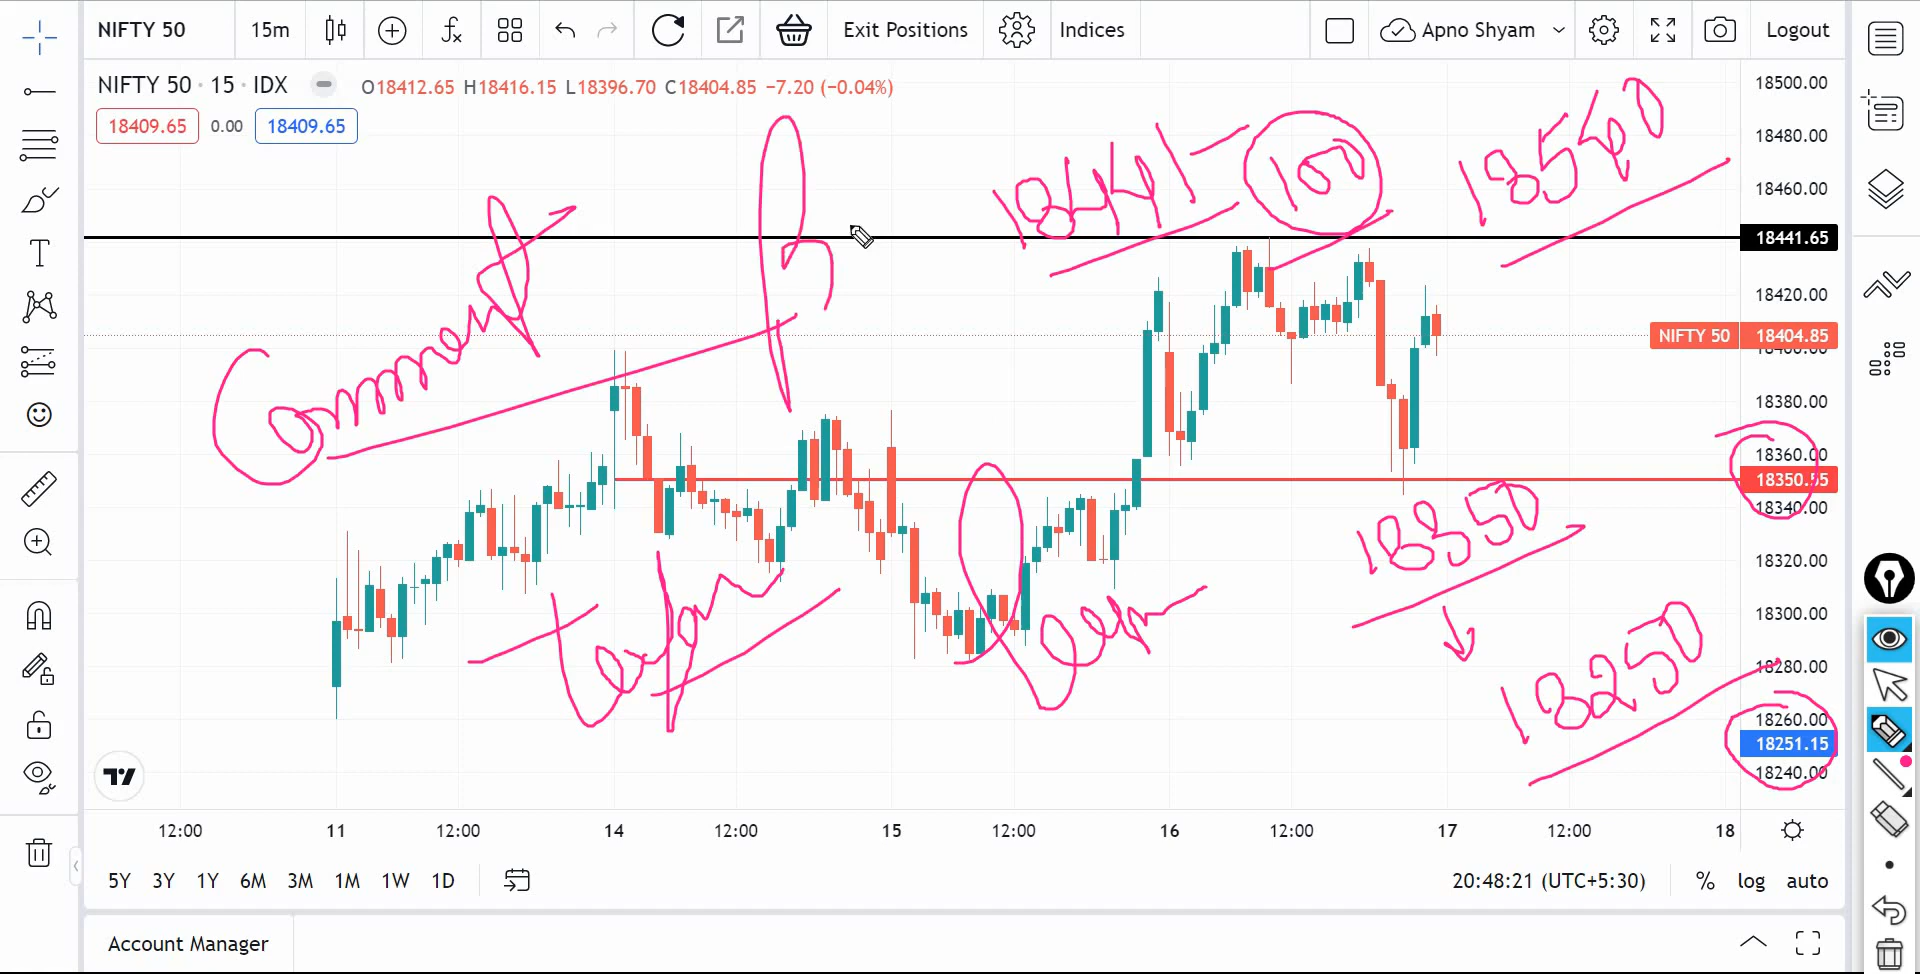 NIFTY 50 15m Exit Positions Indices Apno Shyam Logout
NIFTY 50 · 15 · IDX O18412.65 H18416.15 L18396.70 C18404.85 −7.20 (−0.04%)
18409.65 0.00 18409.65
18500.00
18480.00
18460.00
18441.65
18420.00
NIFTY 50 18404.85
18400.00
18380.00
18360.00
18350.55
18340.00
18320.00
18300.00
18280.00
18260.00
18251.15
18240.00
Comment
18441
100
18540
18350
18250
12:00 11 12:00 14 12:00 15 12:00 16 12:00 17 12:00 18
5Y 3Y 1Y 6M 3M 1M 1W 1D 20:48:21 (UTC+5:30) % log auto
Account Manager